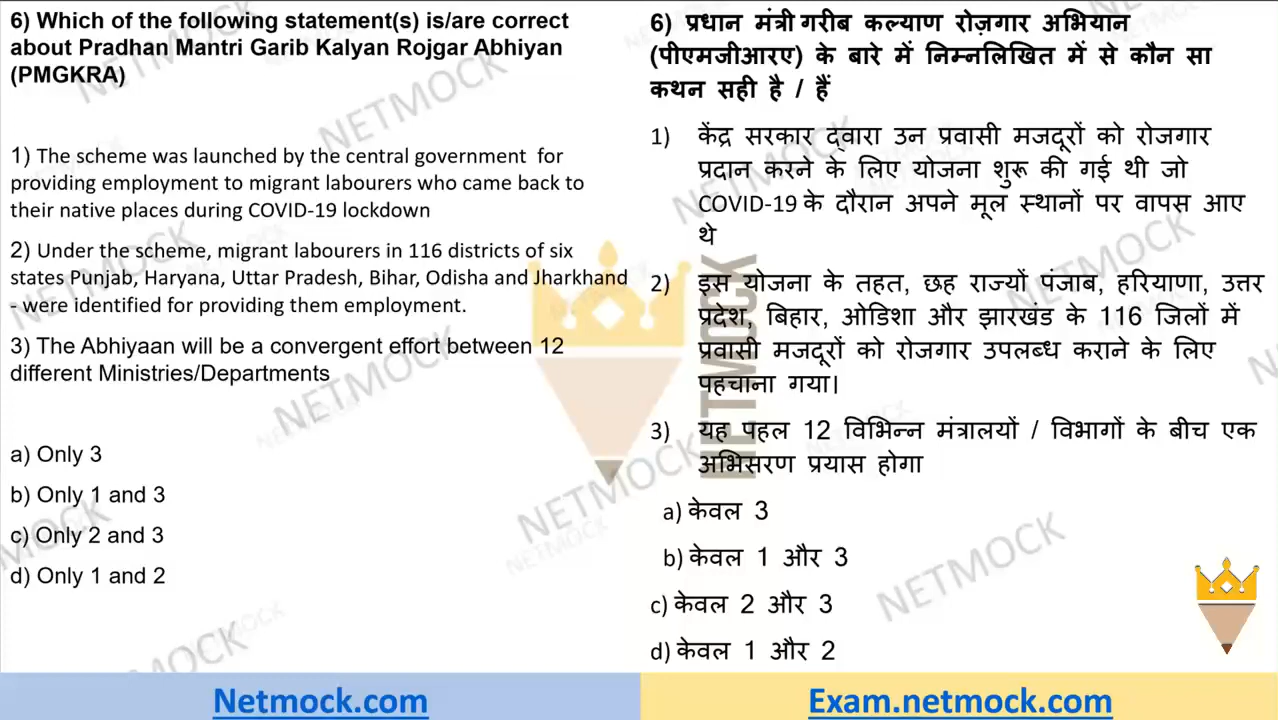 6) Which of the following statement(s) is/are correct
about Pradhan Mantri Garib Kalyan Rojgar Abhiyan
(PMGKRA)
1) The scheme was launched by the central government for
providing employment to migrant labourers who came back to
their native places during COVID-19 lockdown
2) Under the scheme, migrant labourers in 116 districts of six
states Punjab, Haryana, Uttar Pradesh, Bihar, Odisha and Jharkhand
- were identified for providing them employment.
3) The Abhiyaan will be a convergent effort between 12
different Ministries/Departments
a) Only 3
b) Only 1 and 3
c) Only 2 and 3
d) Only 1 and 2
6) प्रधान मंत्री गरीब कल्याण रोज़गार अभियान
(पीएमजीआरए) के बारे में निम्नलिखित में से कौन सा
कथन सही है / हैं
1) केंद्र सरकार द्वारा उन प्रवासी मजदूरों को रोजगार
प्रदान करने के लिए योजना शुरू की गई थी जो
COVID-19 के दौरान अपने मूल स्थानों पर वापस आए
थे
2) इस योजना के तहत, छह राज्यों पंजाब, हरियाणा, उत्तर
प्रदेश, बिहार, ओडिशा और झारखंड के 116 जिलों में
प्रवासी मजदूरों को रोजगार उपलब्ध कराने के लिए
पहचाना गया।
3) यह पहल 12 विभिन्न मंत्रालयों / विभागों के बीच एक
अभिसरण प्रयास होगा
a) केवल 3
b) केवल 1 और 3
c) केवल 2 और 3
d) केवल 1 और 2
NETMOCK
Netmock.com
Exam.netmock.com